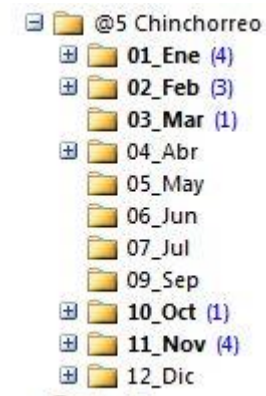 @5 Chinchorreo
01_Ene (4)
02_Feb (3)
03_Mar (1)
04_Abr
05_May
06_Jun
07_Jul
09_Sep
10_Oct (1)
11_Nov (4)
12_Dic